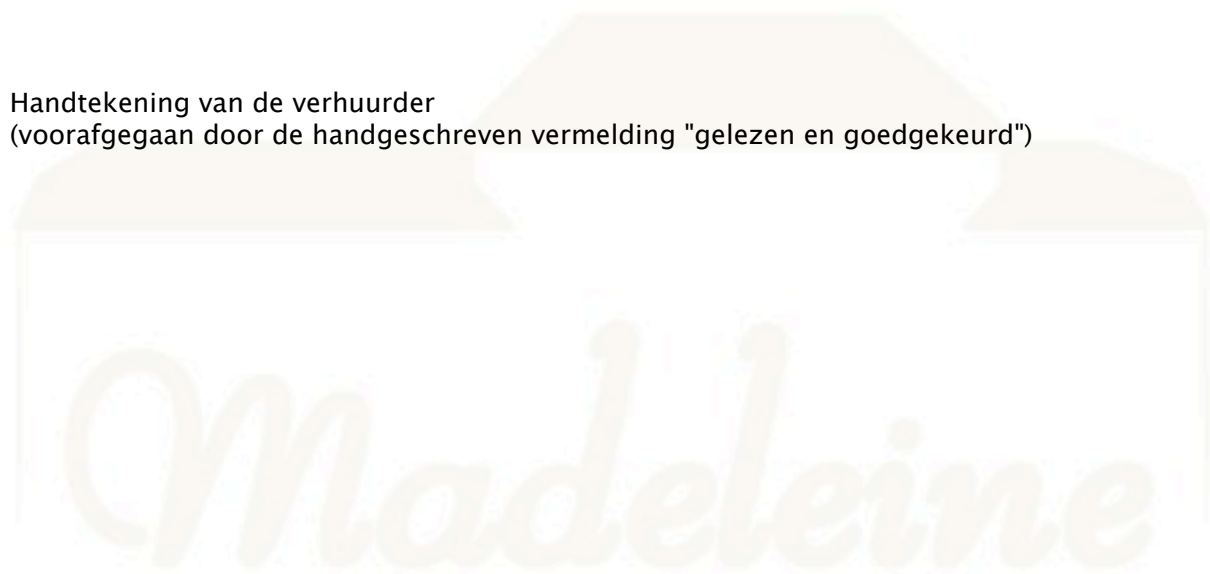 Handtekening van de verhuurder
(voorafgegaan door de handgeschreven vermelding "gelezen en goedgekeurd")
Madeleine